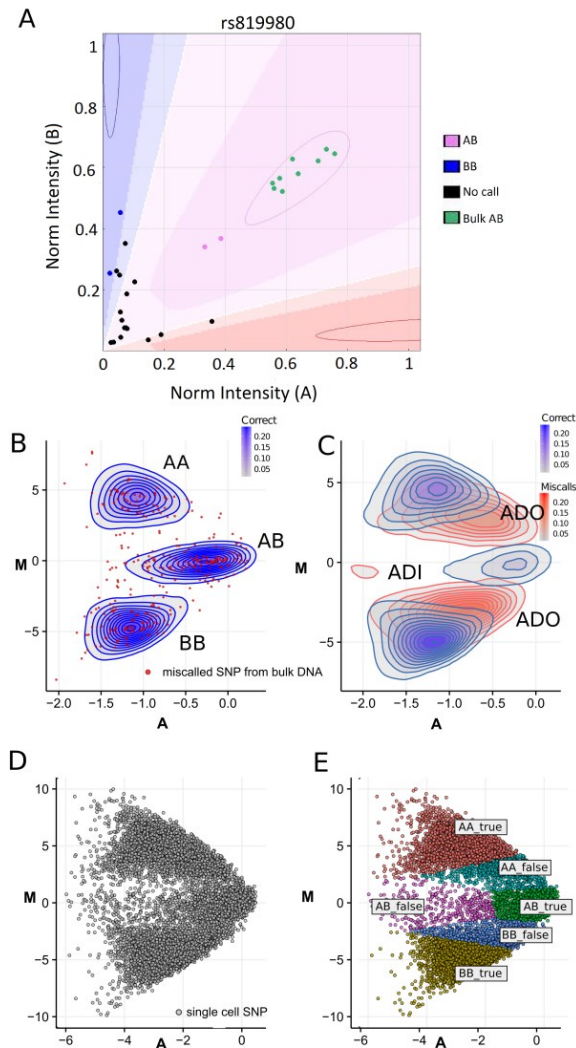 A
rs819980
1
0.8
0.6
0.4
0.2
0 0.2 0.4 0.6 0.8 1
Norm Intensity (B)
Norm Intensity (A)
AB
BB
No call
Bulk AB
B
Correct
0.20
0.15
0.10
0.05
AA
AB
BB
5
0
−5
M
miscalled SNP from bulk DNA
-2.0 -1.5 -1.0 -0.5 0.0
A
C
Correct
0.20
0.15
0.10
0.05
Miscalls
0.20
0.15
0.10
0.05
ADO
ADI
ADO
5
0
−5
M
-2.0 -1.5 -1.0 -0.5 0.0
A
D
10
5
0
−5
−10
M
single cell SNP
−6 −4 −2 0
A
E
10
5
0
−5
−10
M
AA_true
AA_false
AB_false
AB_true
BB_false
BB_true
−6 −4 −2 0
A